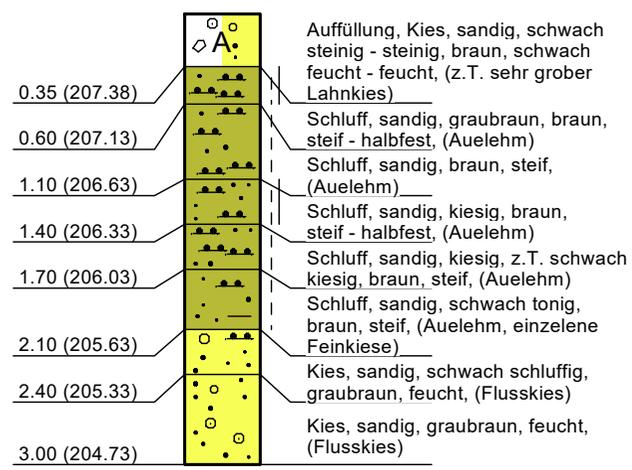 A
Auffüllung, Kies, sandig, schwach
steinig - steinig, braun, schwach
feucht - feucht, (z.T. sehr grober
Lahnkies)
0.35 (207.38)
Schluff, sandig, graubraun, braun,
steif - halbfest, (Auelehm)
0.60 (207.13)
Schluff, sandig, braun, steif,
(Auelehm)
1.10 (206.63)
Schluff, sandig, kiesig, braun,
steif - halbfest, (Auelehm)
1.40 (206.33)
Schluff, sandig, kiesig, z.T. schwach
kiesig, braun, steif, (Auelehm)
1.70 (206.03)
Schluff, sandig, schwach tonig,
braun, steif, (Auelehm, einzelene
Feinkiese)
2.10 (205.63)
Kies, sandig, schwach schluffig,
graubraun, feucht, (Flusskies)
2.40 (205.33)
Kies, sandig, graubraun, feucht,
(Flusskies)
3.00 (204.73)